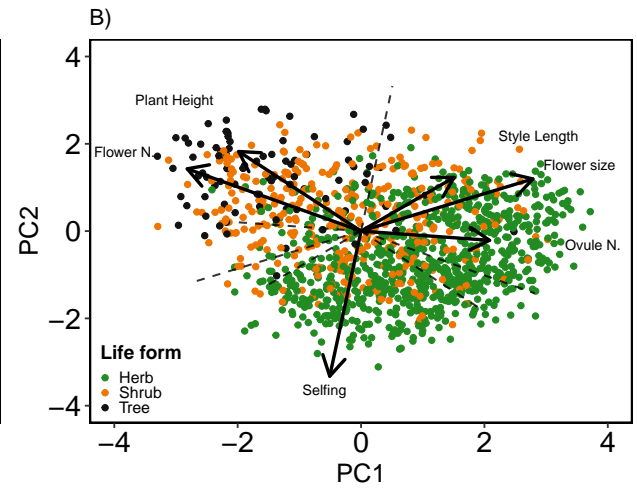 B)
4
2
0
−2
−4
PC2
Plant Height
Flower N.
Style Length
Flower size
Ovule N.
Selfing
Life form
Herb
Shrub
Tree
−4 −2 0 2 4
PC1